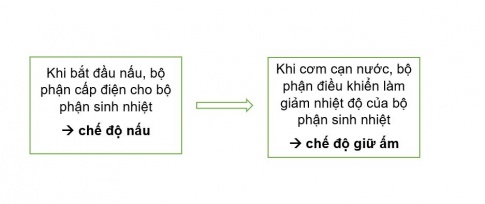 Khi bắt đầu nấu, bộ
phận cấp điện cho bộ
phận sinh nhiệt
→ chế độ nấu
Khi cơm cạn nước, bộ
phận điều khiển làm
giảm nhiệt độ của bộ
phận sinh nhiệt
→ chế độ giữ ấm